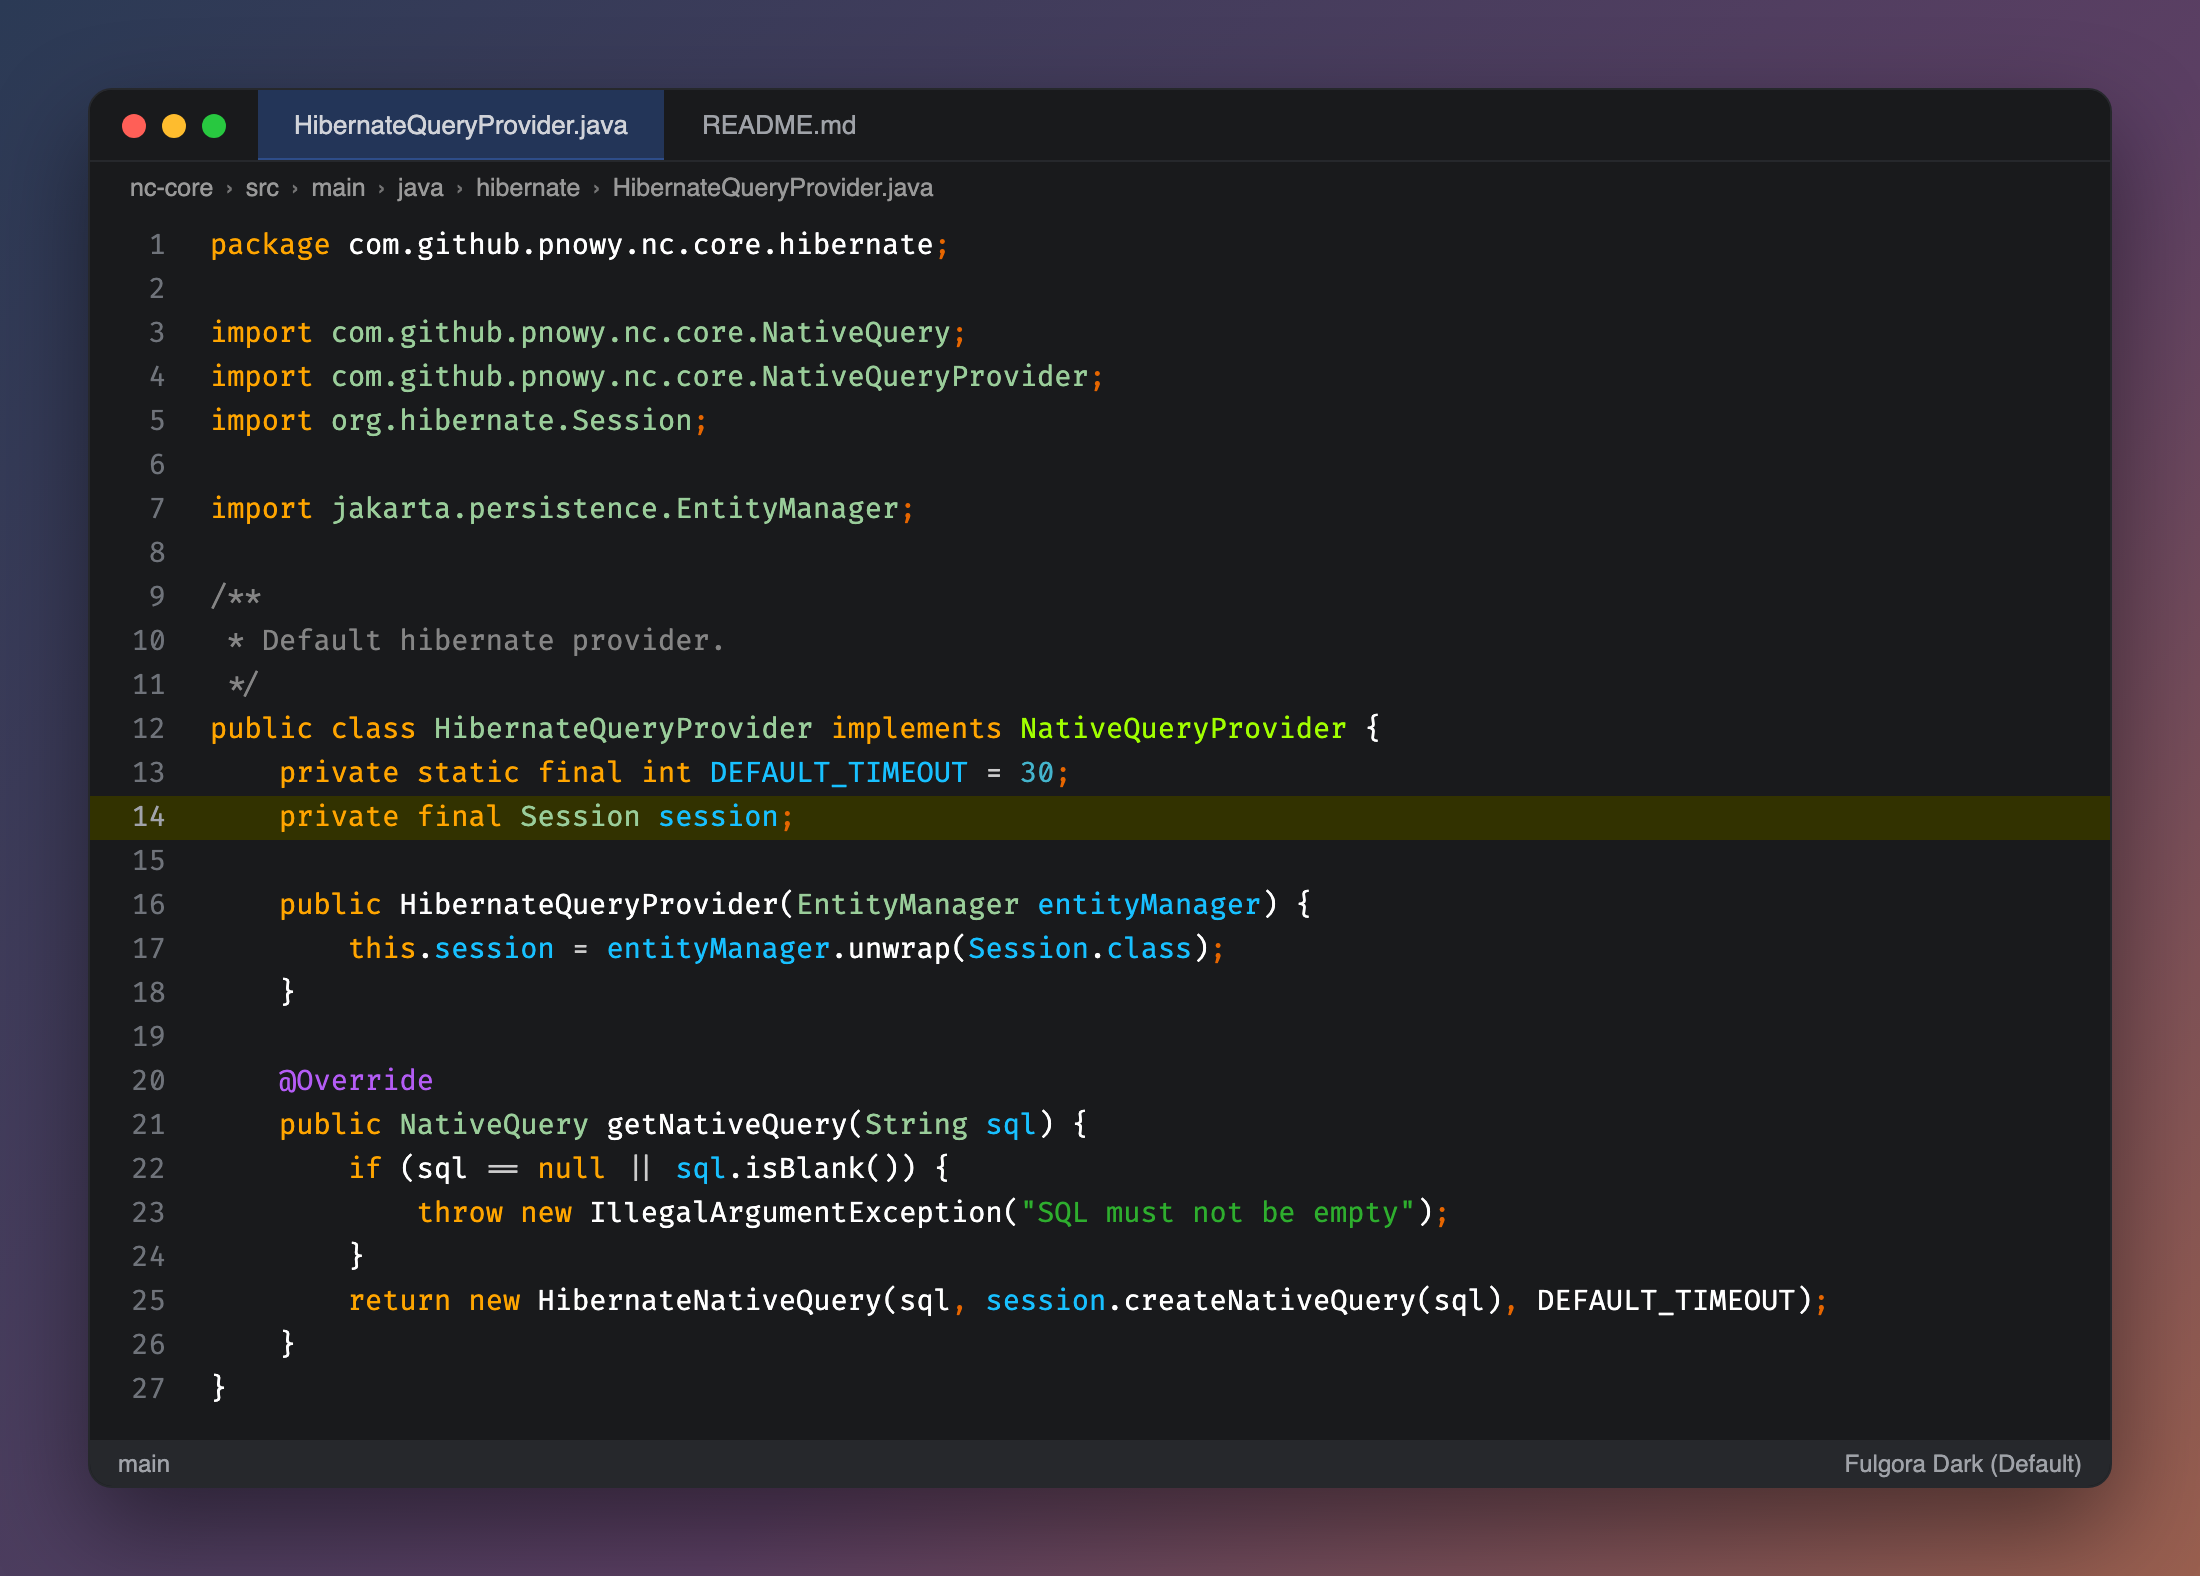 HibernateQueryProvider.java README.md
nc-core › src › main › java › hibernate › HibernateQueryProvider.java
1 package com.github.pnowy.nc.core.hibernate;
2
3 import com.github.pnowy.nc.core.NativeQuery;
4 import com.github.pnowy.nc.core.NativeQueryProvider;
5 import org.hibernate.Session;
6
7 import jakarta.persistence.EntityManager;
8
9 /**
10  * Default hibernate provider.
11  */
12 public class HibernateQueryProvider implements NativeQueryProvider {
13     private static final int DEFAULT_TIMEOUT = 30;
14     private final Session session;
15
16     public HibernateQueryProvider(EntityManager entityManager) {
17         this.session = entityManager.unwrap(Session.class);
18     }
19
20     @Override
21     public NativeQuery getNativeQuery(String sql) {
22         if (sql == null || sql.isBlank()) {
23             throw new IllegalArgumentException("SQL must not be empty");
24         }
25         return new HibernateNativeQuery(sql, session.createNativeQuery(sql), DEFAULT_TIMEOUT);
26     }
27 }
main Fulgora Dark (Default)